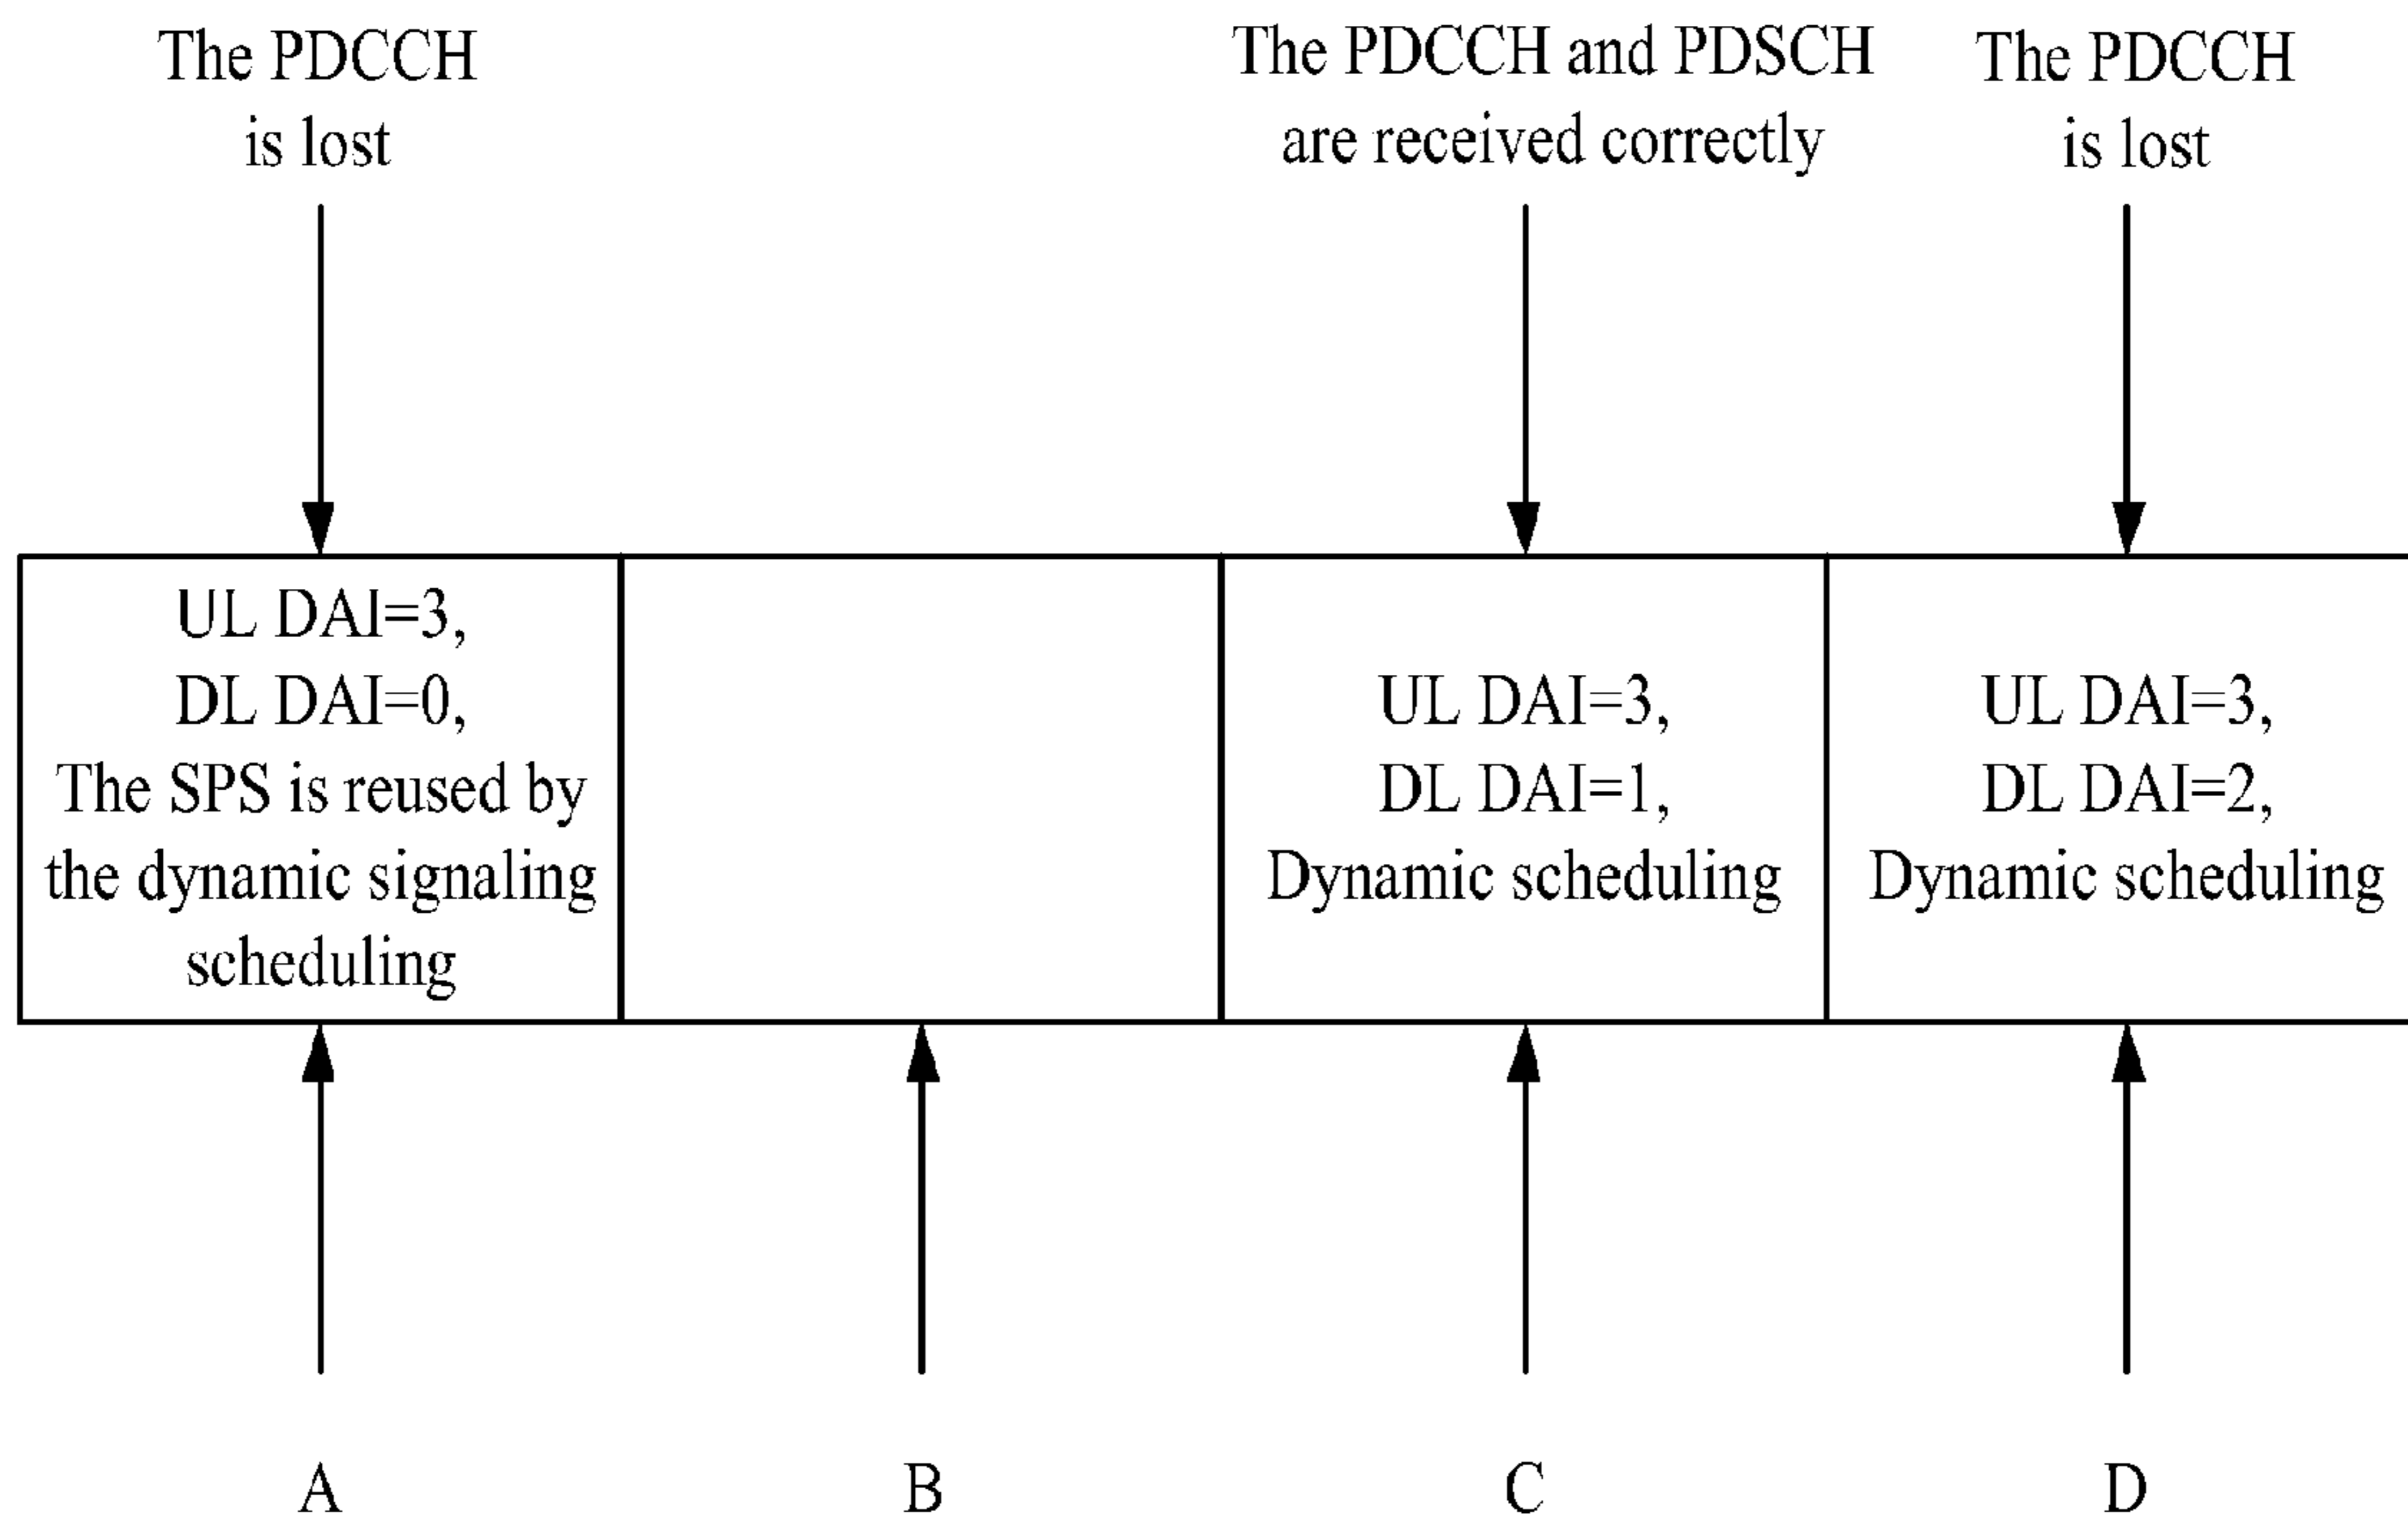 The PDCCH
is lost
The PDCCH and PDSCH
are received correctly
The PDCCH
is lost
UL DAI=3,
DL DAI=0,
The SPS is reused by
the dynamic signaling
scheduling
UL DAI=3,
DL DAI=1,
Dynamic scheduling
UL DAI=3,
DL DAI=2,
Dynamic scheduling
A
B
C
D